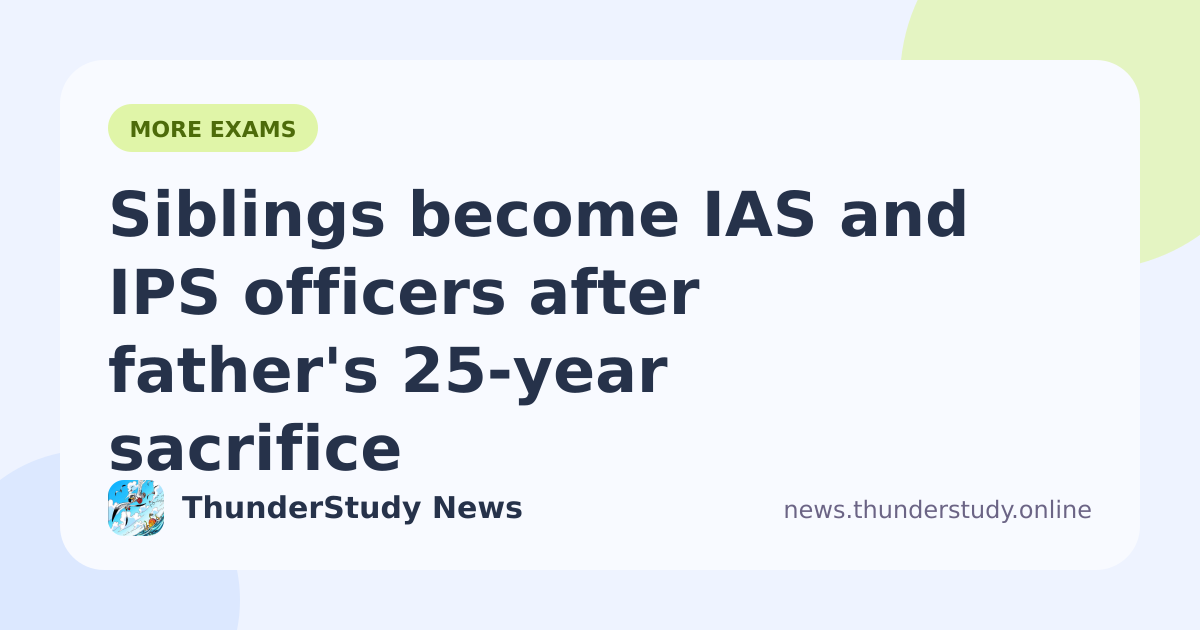 MORE EXAMS
Siblings become IAS and
IPS officers after
father's 25-year
sacrifice
ThunderStudy News
news.thunderstudy.online